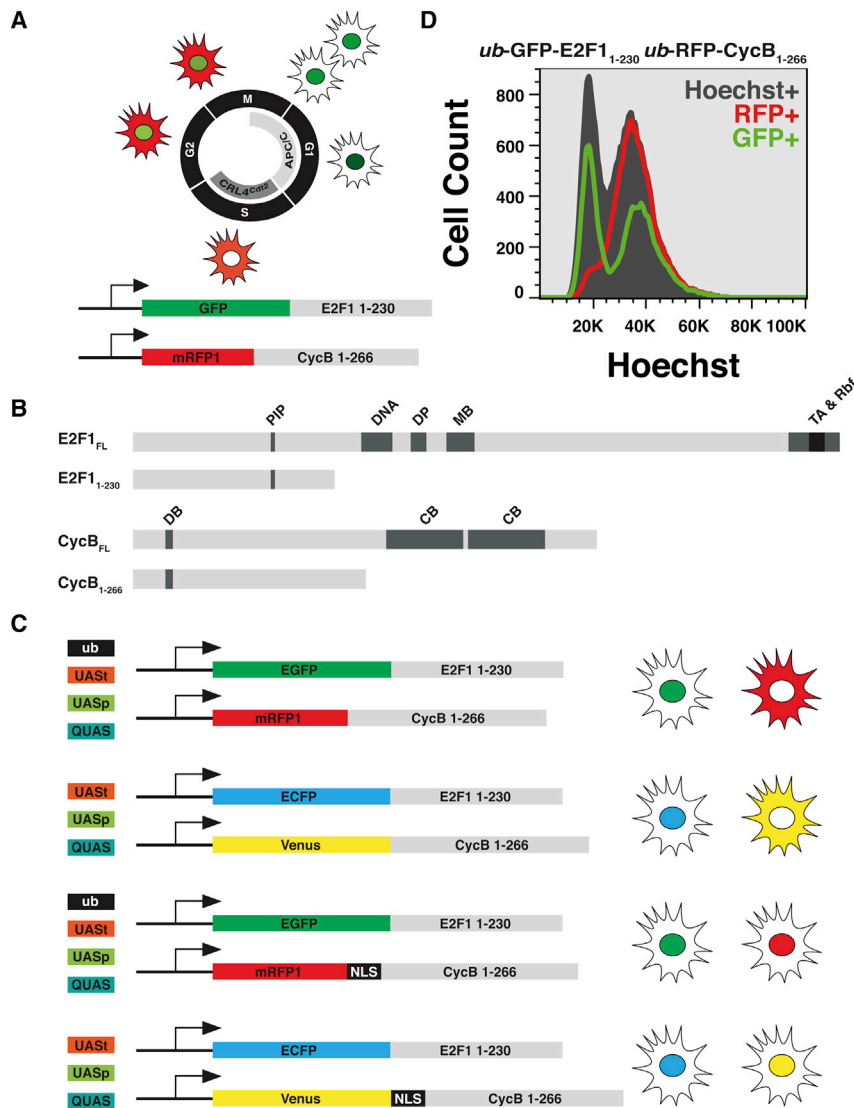 A
M
G1
S
G2
APC/C
CRL4Cdt2
GFP E2F1 1-230
mRFP1 CycB 1-266
D
ub-GFP-E2F11-230 ub-RFP-CycB1-266
Hoechst+
RFP+
GFP+
Cell Count
800
600
400
200
0
20K 40K 60K 80K 100K
Hoechst
B
PIP DNA DP MB TA & Rbf
E2F1FL
E2F11-230
DB CB CB
CycBFL
CycB1-266
C
ub
UASt
UASp
QUAS
EGFP E2F1 1-230
mRFP1 CycB 1-266
UASt
UASp
QUAS
ECFP E2F1 1-230
Venus CycB 1-266
ub
UASt
UASp
QUAS
EGFP E2F1 1-230
mRFP1 NLS CycB 1-266
UASt
UASp
QUAS
ECFP E2F1 1-230
Venus NLS CycB 1-266